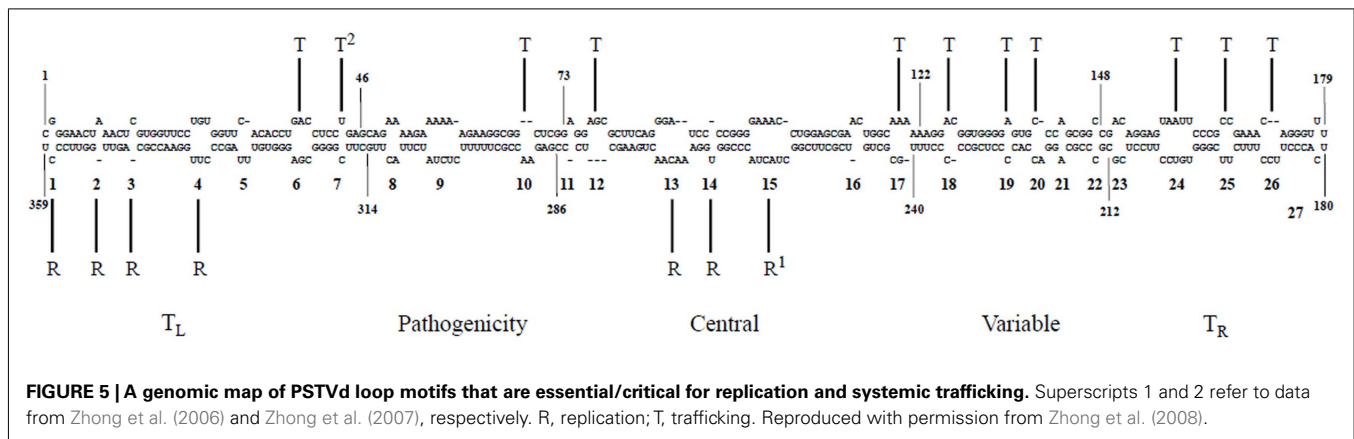 T T² T T T T T T T T T
1 46 73 122 148 179
G A C UGU C- GAC U AA AAAA- -- A AGC GGA-- - GAAAC- AC AAA AC A C- A C AC UAAUU CC C-- U
C GGAACU AACU GUGGUUCC GGUU ACACCU CUCC GAGCAG AAGA AGAAGGCGG CUCGG GG GCUUCAG UCC CCGGG CUGGAGCGA UGGC AAAGG GGUGGGG GUG CC GCGG CG AGGAG CCCG GAAA AGGGU U
U CCUUGG UUGA CGCCAAGG CCGA UGUGGG GGGG UUCGUU UUCU UUUUUCGCC GAGCC CU CGAAGUC AGG GGCCC GGCUUCGCU GUCG UUUCC CCGCUCC CAC GG CGCC GC UCCUU GGGC CUUU UCCCA U
C - - UUC UU AGC C CA AUCUC AA - --- AACAA U AUCAUC - CG- C- C A A C GC CCUGU UU CCU C
1 2 3 4 5 6 7 8 9 10 11 12 13 14 15 16 17 18 19 20 21 22 23 24 25 26 27
359 314 286 240 212 180
R R R R R R R¹
T_L Pathogenicity Central Variable T_R
FIGURE 5 | A genomic map of PSTVd loop motifs that are essential/critical for replication and systemic trafficking. Superscripts 1 and 2 refer to data
from Zhong et al. (2006) and Zhong et al. (2007), respectively. R, replication; T, trafficking. Reproduced with permission from Zhong et al. (2008).